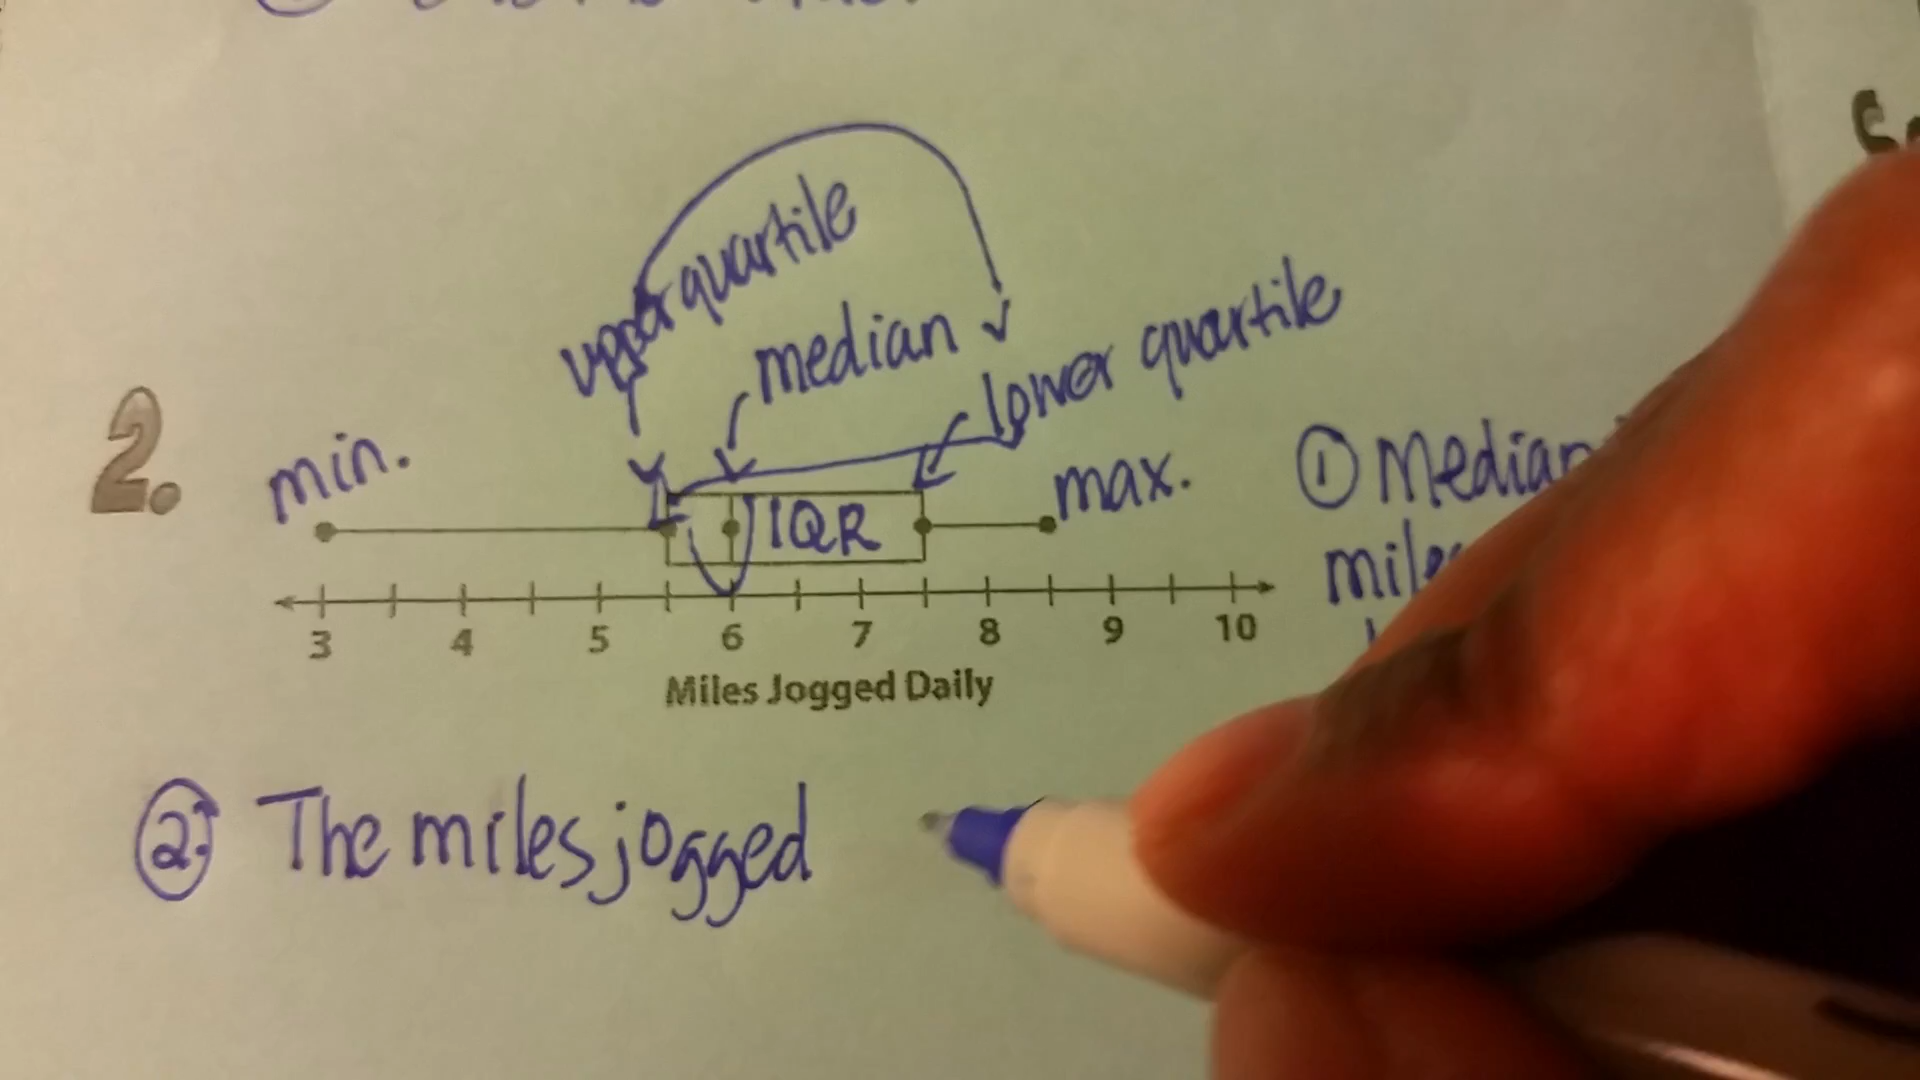 upper quartile
median
lower quartile
2.
min.
max.
IQR
3 4 5 6 7 8 9 10
Miles Jogged Daily
① Median
② The miles jogged